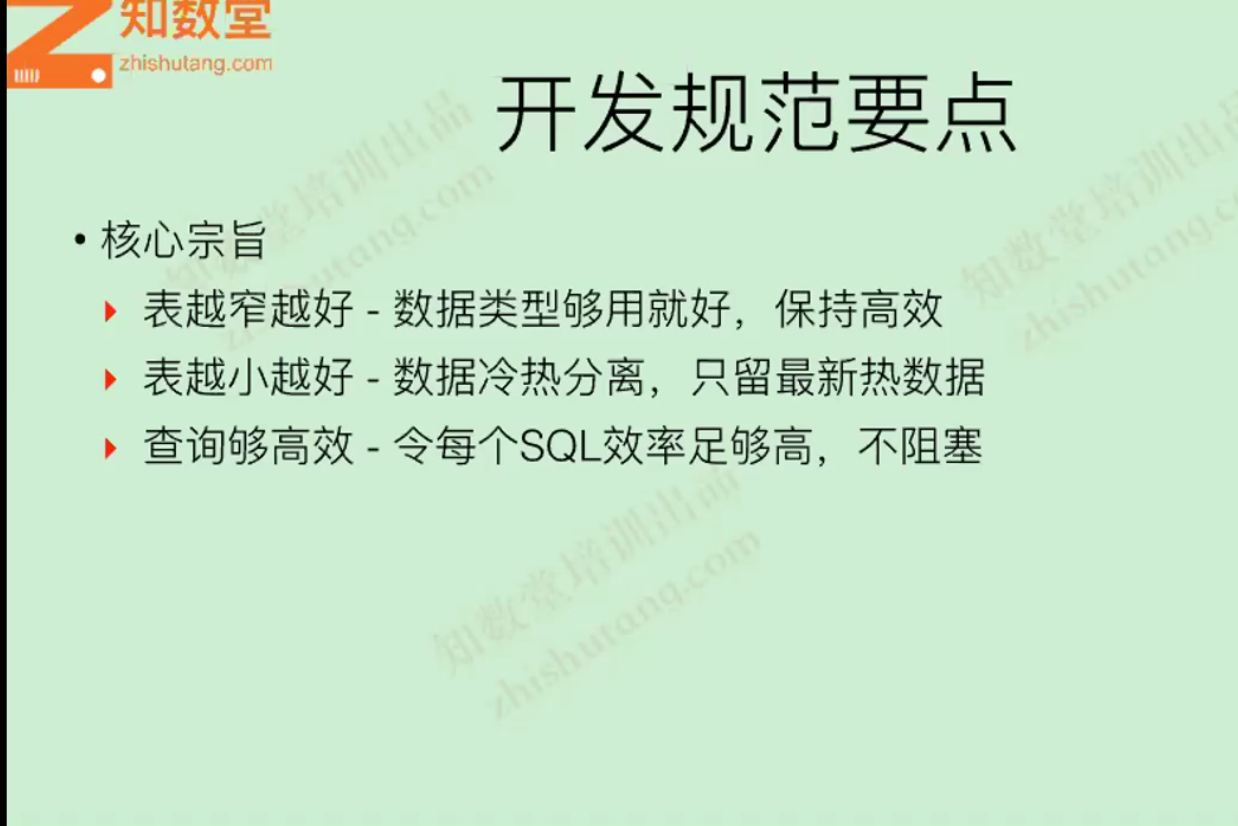 知数堂
zhishutang.com
开发规范要点
• 核心宗旨
表越窄越好 - 数据类型够用就好，保持高效
表越小越好 - 数据冷热分离，只留最新热数据
查询够高效 - 令每个SQL效率足够高，不阻塞
知数堂培训出品
zhishutang.com
知数堂培训出品
zhishutang.co
知数堂培训出品
zhishutang.com